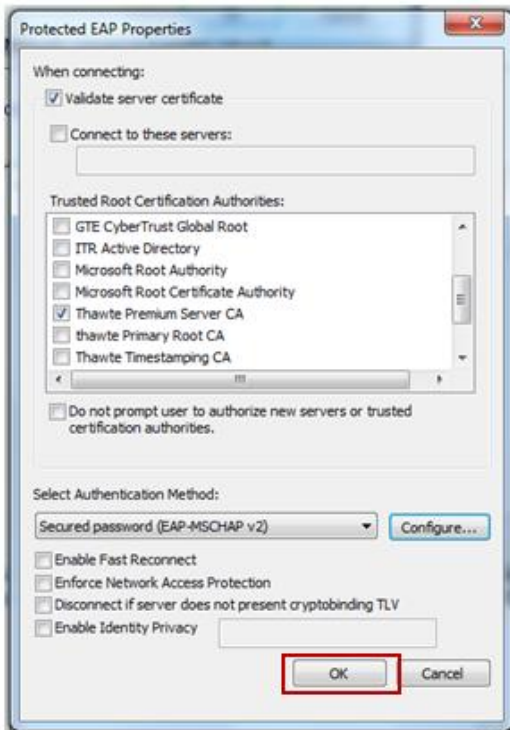 Protected EAP Properties
When connecting:
Validate server certificate
Connect to these servers:
Trusted Root Certification Authorities:
GTE CyberTrust Global Root
ITR Active Directory
Microsoft Root Authority
Microsoft Root Certificate Authority
Thawte Premium Server CA
thawte Primary Root CA
Thawte Timestamping CA
Do not prompt user to authorize new servers or trusted
certification authorities.
Select Authentication Method:
Secured password (EAP-MSCHAP v2) Configure...
Enable Fast Reconnect
Enforce Network Access Protection
Disconnect if server does not present cryptobinding TLV
Enable Identity Privacy
OK Cancel